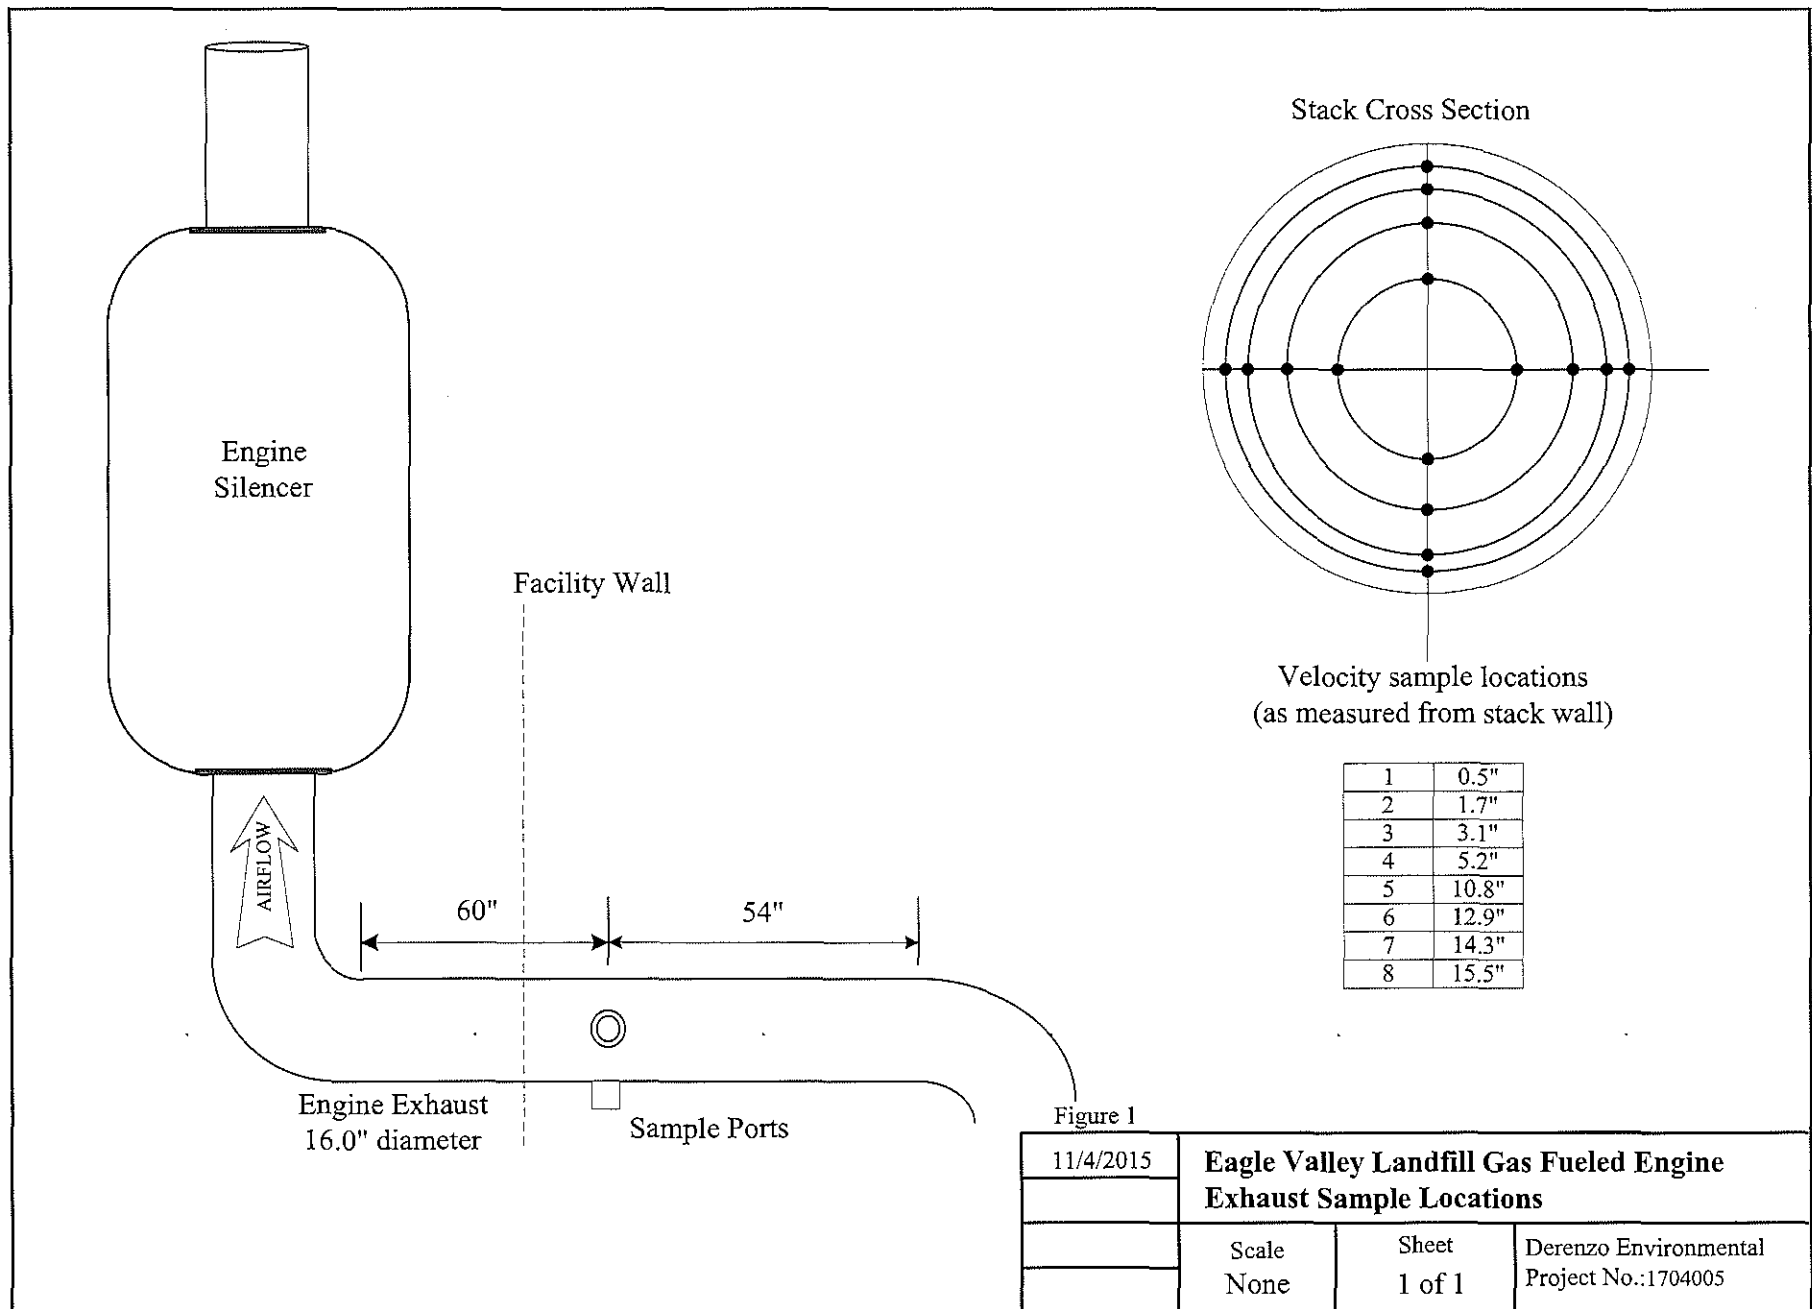 Stack Cross Section
Engine
Silencer
Facility Wall
Velocity sample locations
(as measured from stack wall)
1 0.5"
2 1.7"
3 3.1"
4 5.2"
5 10.8"
6 12.9"
7 14.3"
8 15.5"
AIRFLOW
60" 54"
Engine Exhaust
16.0" diameter
Sample Ports
Figure 1
11/4/2015
Eagle Valley Landfill Gas Fueled Engine
Exhaust Sample Locations
Scale
None
Sheet
1 of 1
Derenzo Environmental
Project No.:1704005